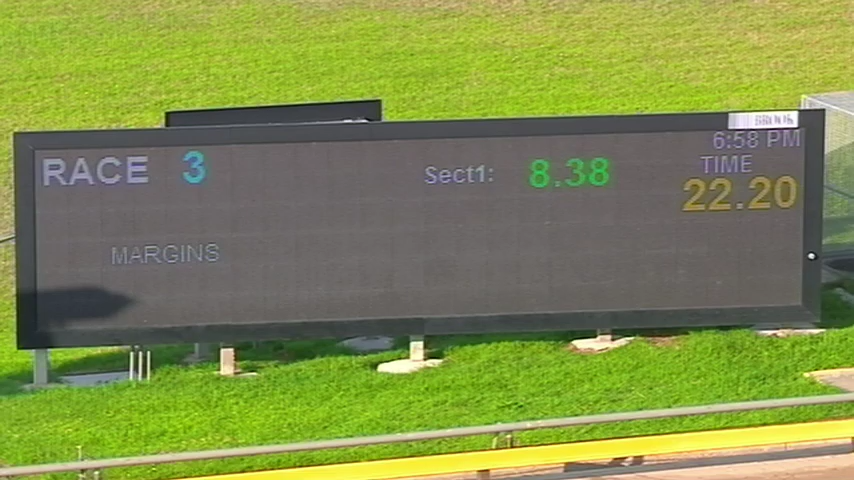 6:58 PM
RACE 3
Sect1: 8.38
TIME
22.20
MARGINS